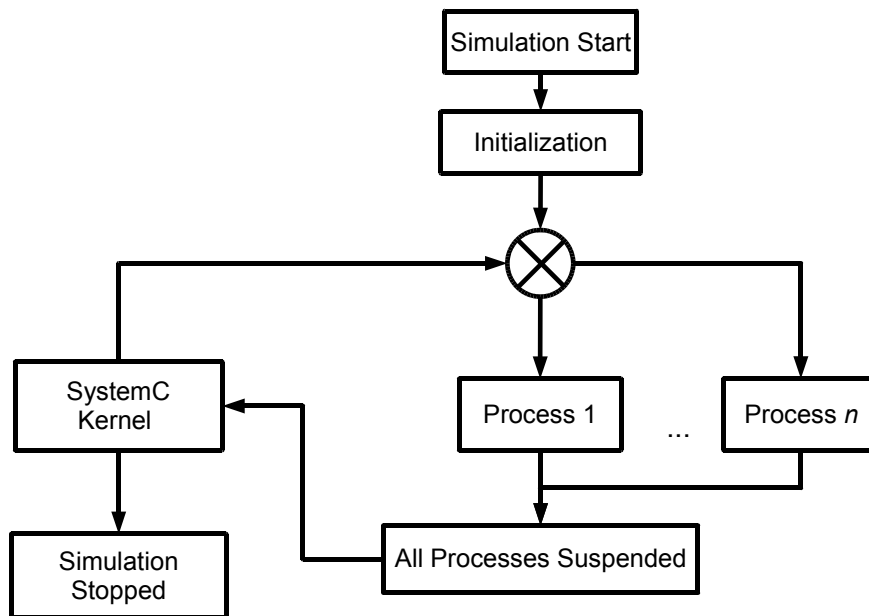 Simulation Start
Initialization
SystemC
Kernel
Process 1
...
Process n
Simulation
Stopped
All Processes Suspended